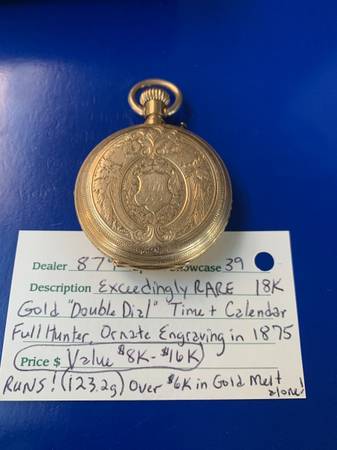 Dealer 879 Showcase 39
Description Exceedingly RARE 18K
Gold "Double Dial" Time + Calendar
Full Hunter. Ornate Engraving in 1875
Price $ Value $8K - $16K
RUNS! (123.2g) Over $6K in Gold Melt
alone!